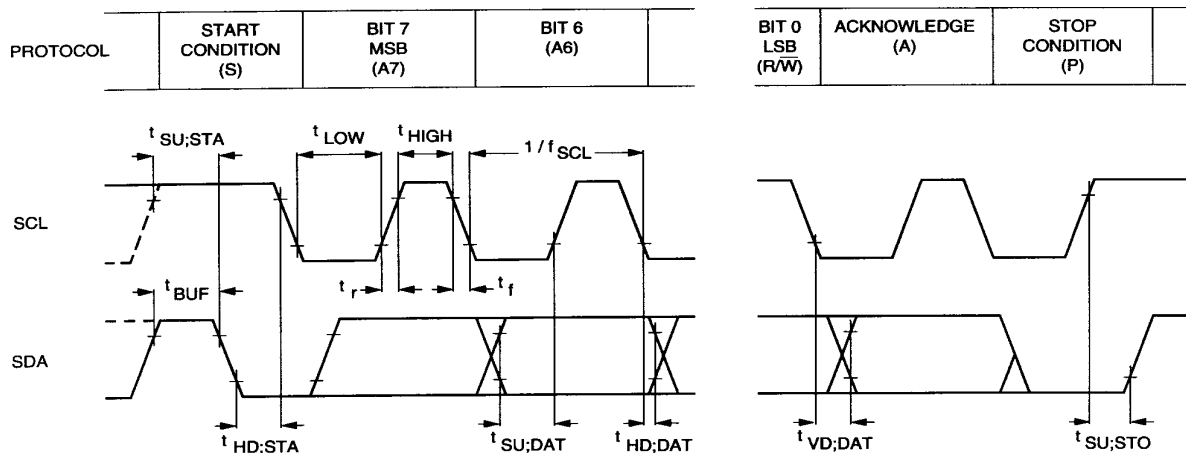 PROTOCOL
START
CONDITION
(S)
BIT 7
MSB
(A7)
BIT 6
(A6)
BIT 0
LSB
(R/W̅)
ACKNOWLEDGE
(A)
STOP
CONDITION
(P)
t SU;STA
t LOW
t HIGH
1 / f SCL
SCL
t BUF
t r
t f
SDA
t HD;STA
t SU;DAT
t HD;DAT
t VD;DAT
t SU;STO